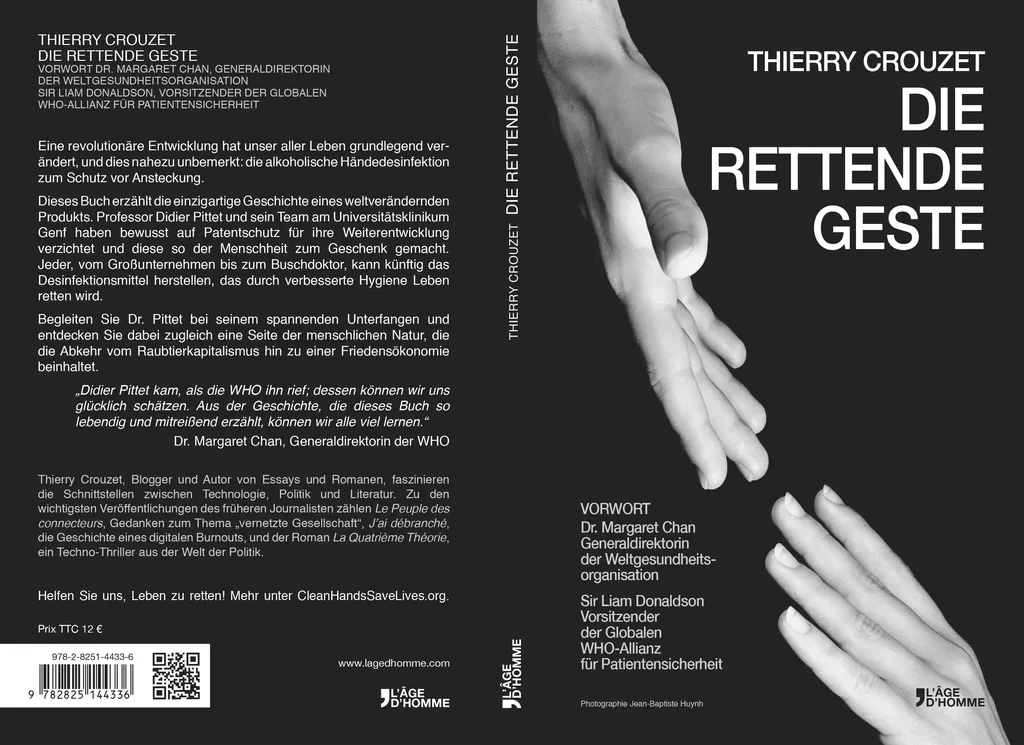 THIERRY CROUZET
DIE RETTENDE GESTE
VORWORT DR. MARGARET CHAN, GENERALDIREKTORIN
DER WELTGESUNDHEITSORGANISATION
SIR LIAM DONALDSON, VORSITZENDER DER GLOBALEN
WHO-ALLIANZ FÜR PATIENTENSICHERHEIT
Eine revolutionäre Entwicklung hat unser aller Leben grundlegend ver-
ändert, und dies nahezu unbemerkt: die alkoholische Händedesinfektion
zum Schutz vor Ansteckung.
Dieses Buch erzählt die einzigartige Geschichte eines weltverändernden
Produkts. Professor Didier Pittet und sein Team am Universitätsklinikum
Genf haben bewusst auf Patentschutz für ihre Weiterentwicklung
verzichtet und diese so der Menschheit zum Geschenk gemacht.
Jeder, vom Großunternehmen bis zum Buschdoktor, kann künftig das
Desinfektionsmittel herstellen, das durch verbesserte Hygiene Leben
retten wird.
Begleiten Sie Dr. Pittet bei seinem spannenden Unterfangen und
entdecken Sie dabei zugleich eine Seite der menschlichen Natur, die
die Abkehr vom Raubtierkapitalismus hin zu einer Friedensökonomie
beinhaltet.
„Didier Pittet kam, als die WHO ihn rief; dessen können wir uns
glücklich schätzen. Aus der Geschichte, die dieses Buch so
lebendig und mitreißend erzählt, können wir alle viel lernen.“
Dr. Margaret Chan, Generaldirektorin der WHO
Thierry Crouzet, Blogger und Autor von Essays und Romanen, faszinieren
die Schnittstellen zwischen Technologie, Politik und Literatur. Zu den
wichtigsten Veröffentlichungen des früheren Journalisten zählen Le Peuple des
connecteurs, Gedanken zum Thema „vernetzte Gesellschaft“, J'ai débranché,
die Geschichte eines digitalen Burnouts, und der Roman La Quatrième Théorie,
ein Techno-Thriller aus der Welt der Politik.
Helfen Sie uns, Leben zu retten! Mehr unter CleanHandsSaveLives.org.
Prix TTC 12 €
978-2-8251-4433-6
9 782825 144336
www.lagedhomme.com
L'ÂGE
D'HOMME
THIERRY CROUZET DIE RETTENDE GESTE
L'ÂGE
D'HOMME
THIERRY CROUZET
DIE
RETTENDE
GESTE
VORWORT
Dr. Margaret Chan
Generaldirektorin
der Weltgesundheits-
organisation
Sir Liam Donaldson
Vorsitzender
der Globalen
WHO-Allianz
für Patientensicherheit
Photographie Jean-Baptiste Huynh
L'ÂGE
D'HOMME